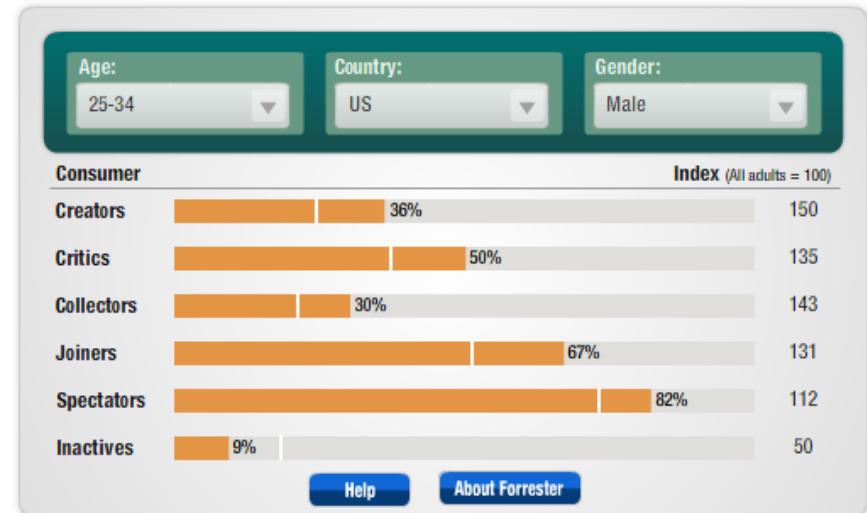 Age: Country: Gender:
25-34 US Male
Consumer Index (All adults = 100)
Creators 36% 150
Critics 50% 135
Collectors 30% 143
Joiners 67% 131
Spectators 82% 112
Inactives 9% 50
Help About Forrester